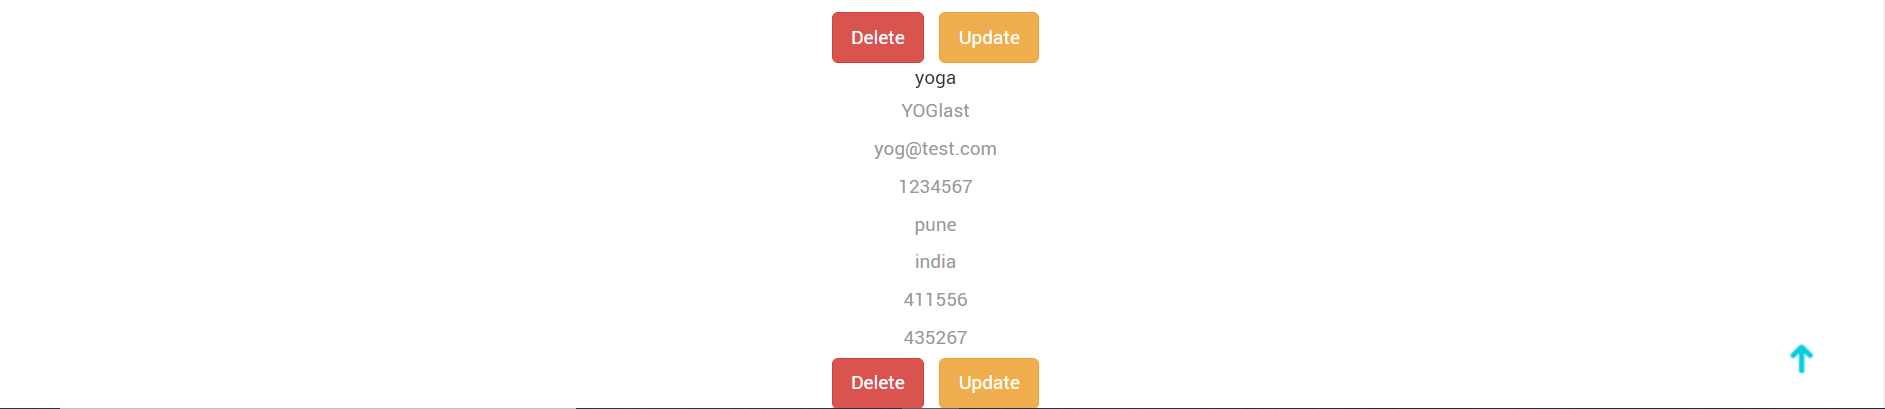 Delete Update
yoga
YOGlast
yog@test.com
1234567
pune
india
411556
435267
Delete Update